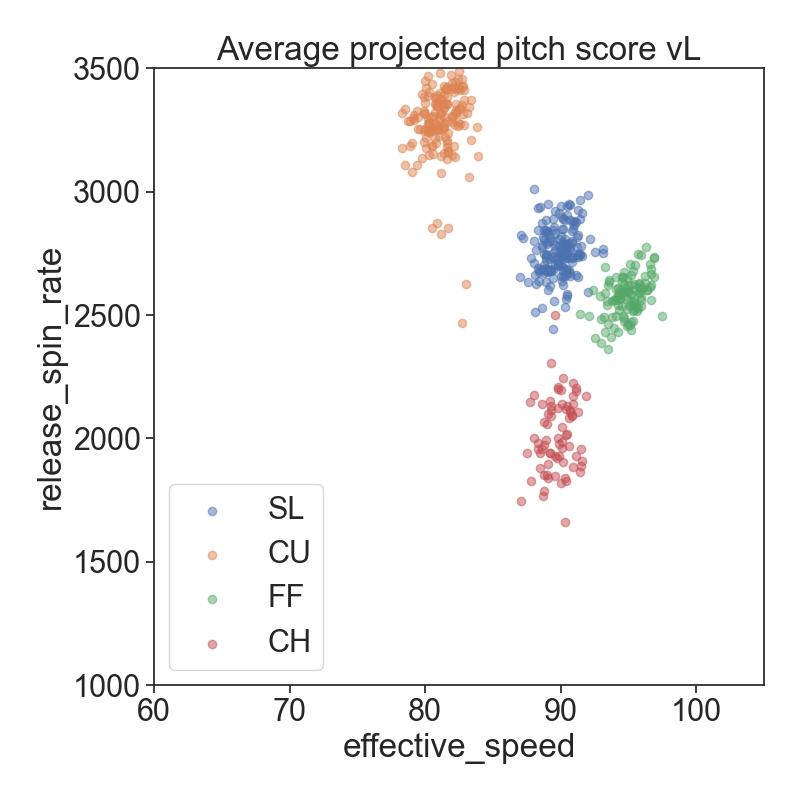 Average projected pitch score vL
3500
3000
2500
2000
1500
1000
release_spin_rate
SL
CU
FF
CH
60
70
80
90
100
effective_speed